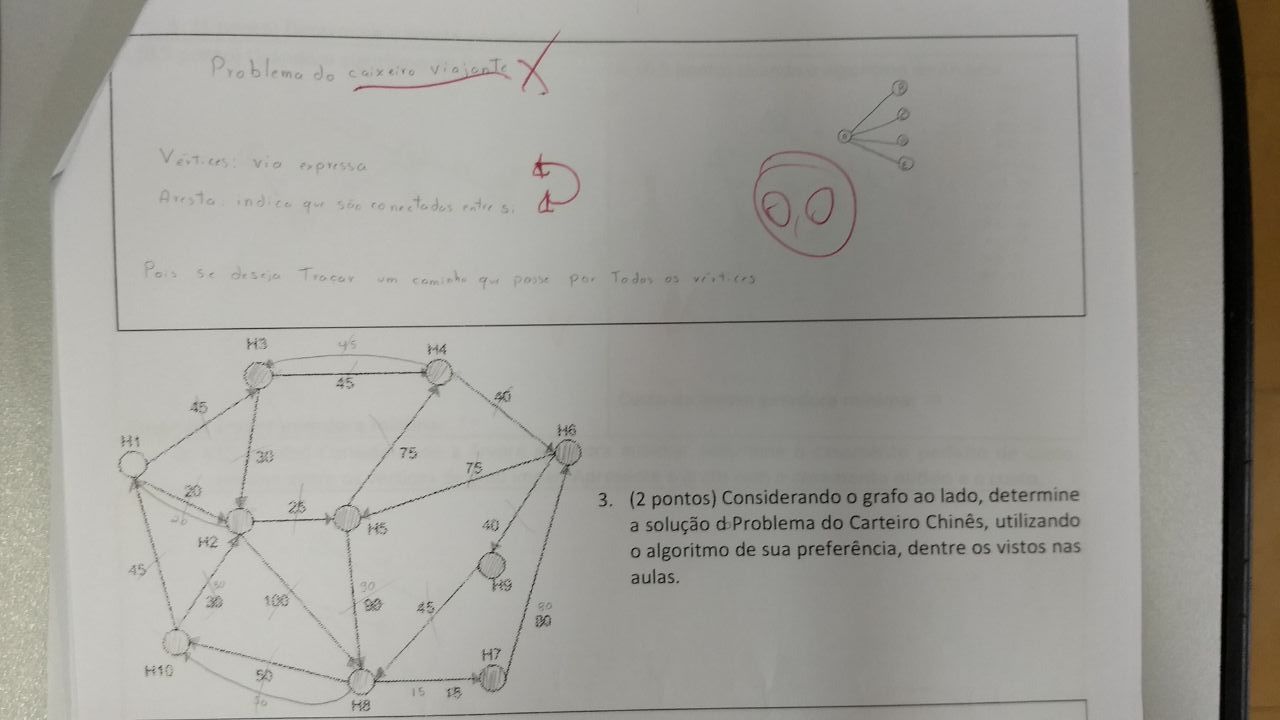 Problema do caixeiro viajante X
Vértices: via expressa
Aresta: indica que são conectados entre si
Pois se deseja Traçar um caminho que passe por Todos os vértices
45
H3
H4
45
45
40
H1
H6
30
75
75
20
25
H2
H5
40
45
H9
30
100
90
90
45
80
80
H10
50
H7
15
15
H8
3. (2 pontos) Considerando o grafo ao lado, determine
a solução d Problema do Carteiro Chinês, utilizando
o algoritmo de sua preferência, dentre os vistos nas
aulas.